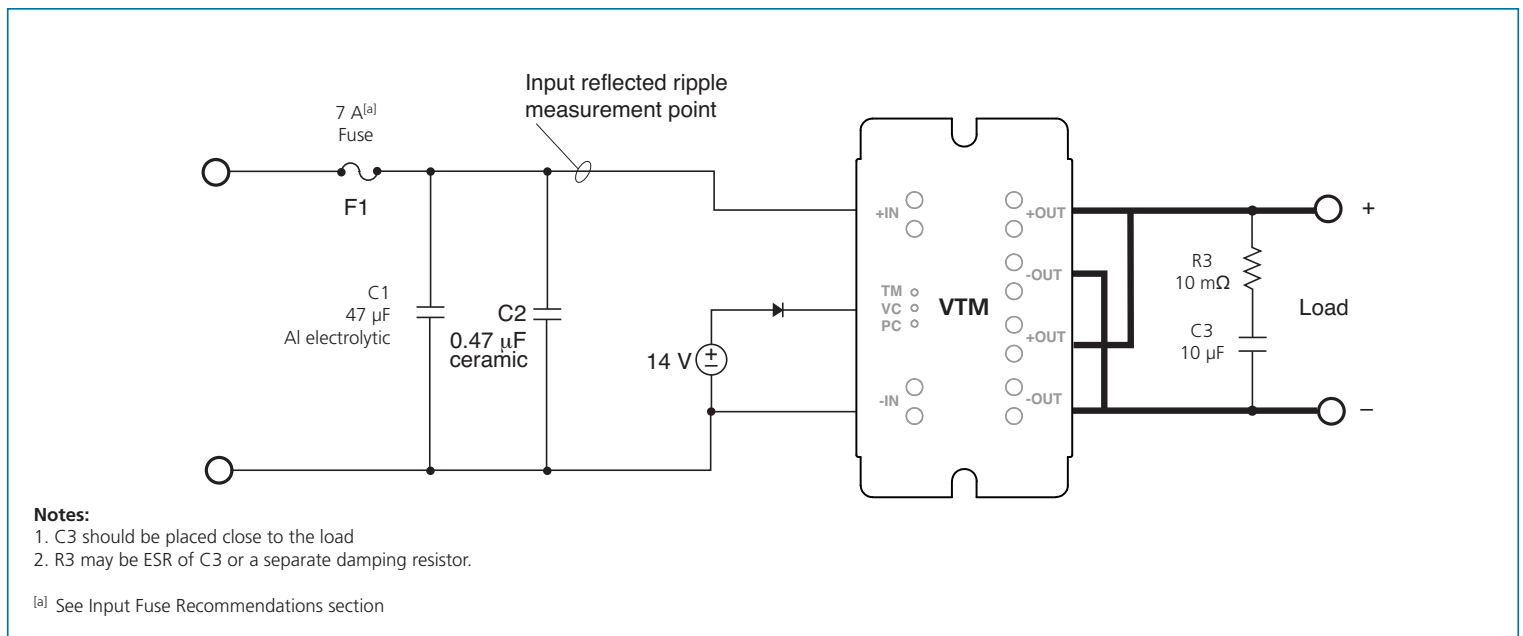 Input reflected ripple
measurement point
7 A[a]
Fuse
F1
C1
47 µF
Al electrolytic
C2
0.47 µF
ceramic
14 V
+
−
+IN
TM
VC
PC
-IN
VTM
+OUT
-OUT
+OUT
-OUT
R3
10 mΩ
C3
10 µF
Load
+
−
Notes:
1. C3 should be placed close to the load
2. R3 may be ESR of C3 or a separate damping resistor.
[a] See Input Fuse Recommendations section